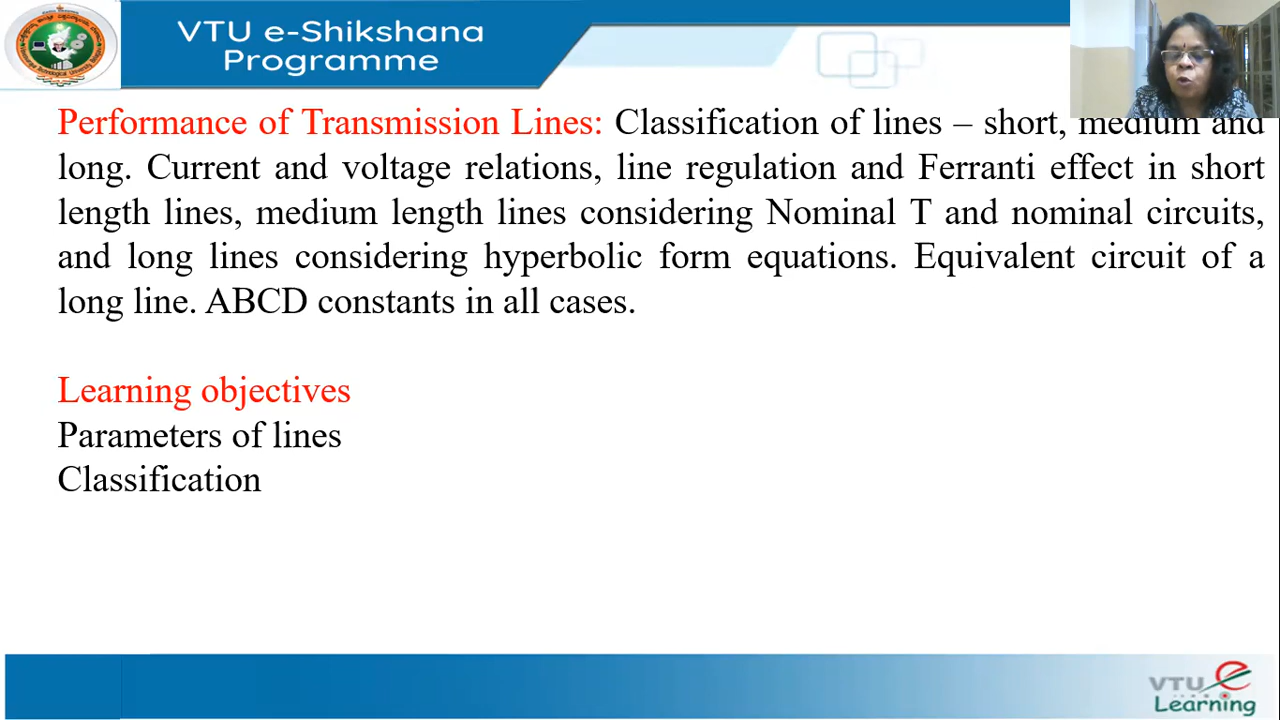 VTU e-Shikshana
Programme
Performance of Transmission Lines: Classification of lines – short, medium and
long. Current and voltage relations, line regulation and Ferranti effect in short
length lines, medium length lines considering Nominal T and nominal circuits,
and long lines considering hyperbolic form equations. Equivalent circuit of a
long line. ABCD constants in all cases.
Learning objectives
Parameters of lines
Classification
VTU e
Learning